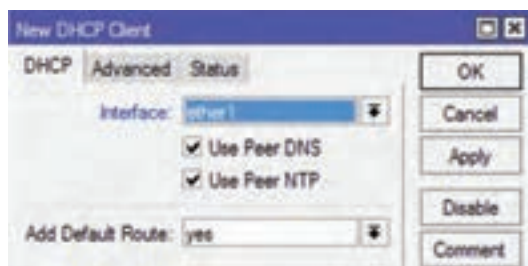 New DHCP Client
DHCP Advanced Status
Interface: ether1
Use Peer DNS
Use Peer NTP
Add Default Route: yes
OK
Cancel
Apply
Disable
Comment